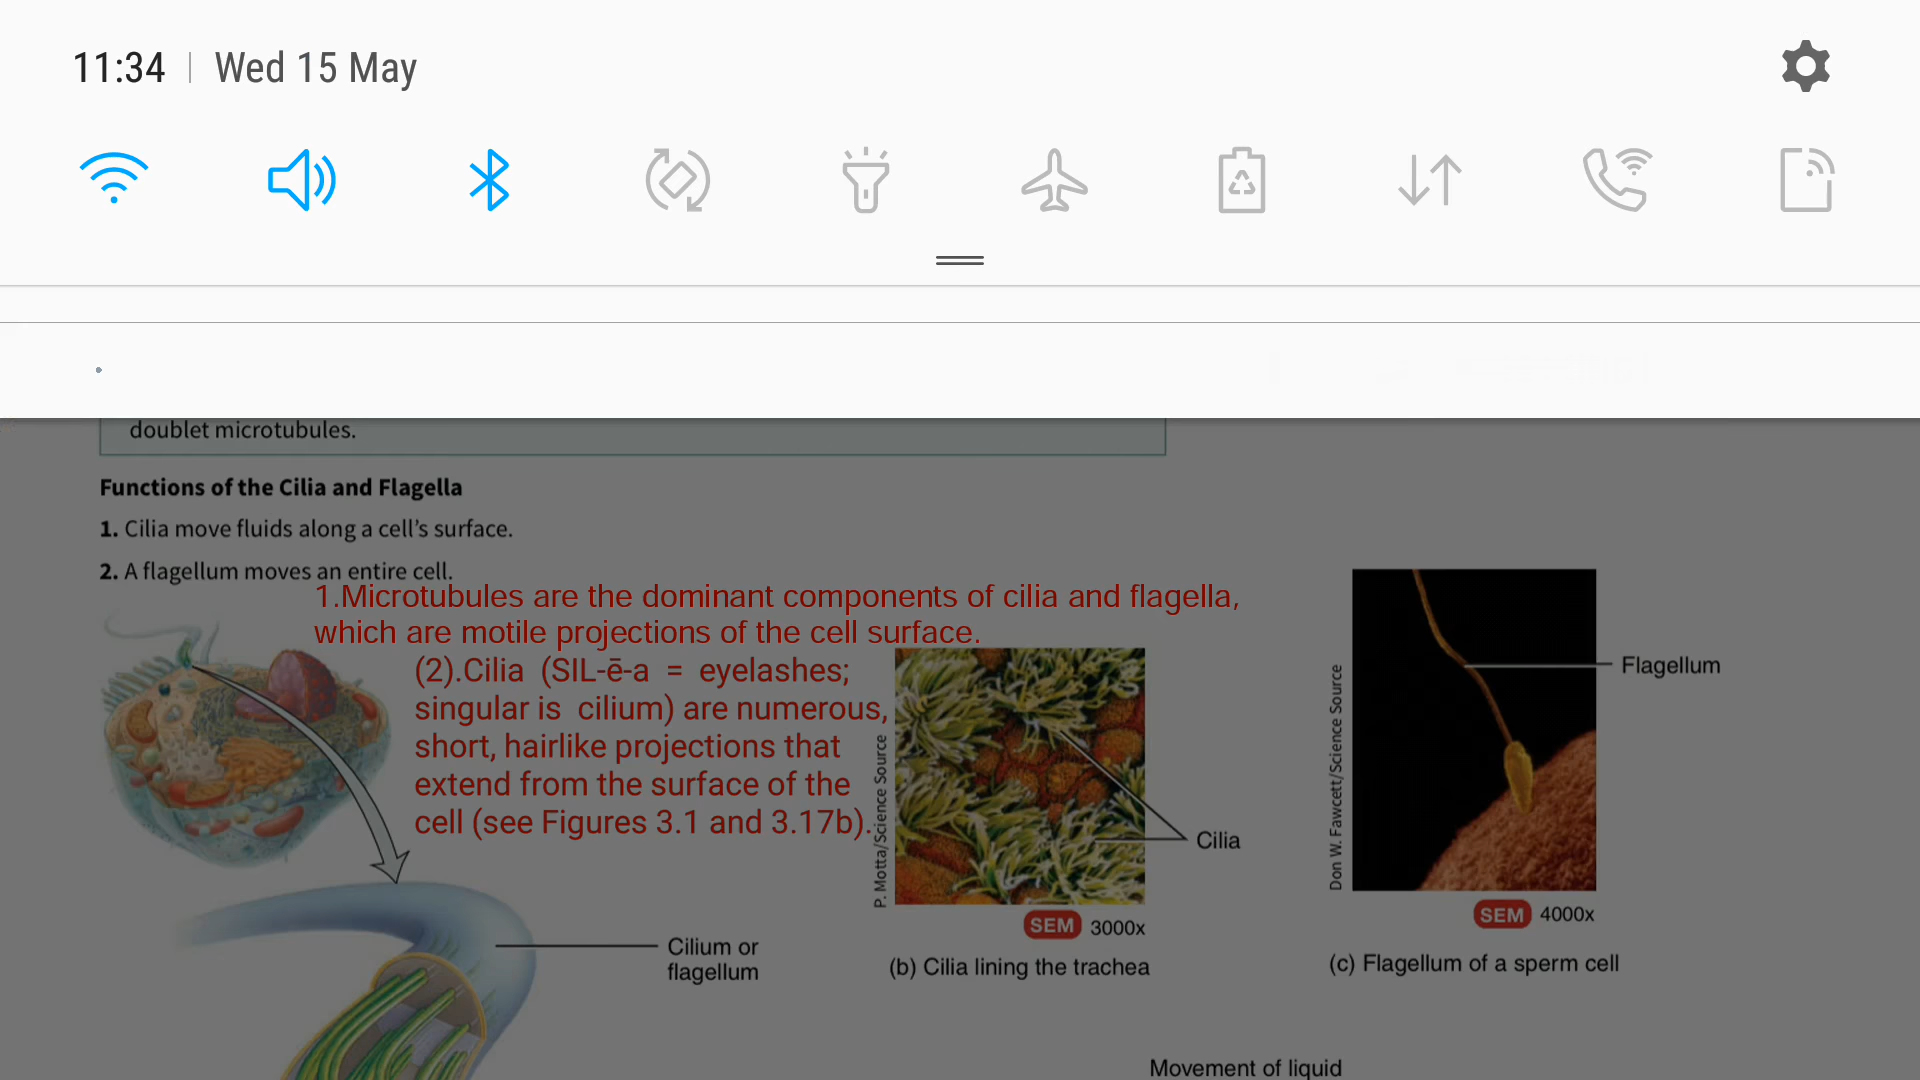 11:34 | Wed 15 May
doublet microtubules.
Functions of the Cilia and Flagella
1. Cilia move fluids along a cell's surface.
2. A flagellum moves an entire cell.
1.Microtubules are the dominant components of cilia and flagella,
which are motile projections of the cell surface.
(2).Cilia (SIL-ē-a = eyelashes;
singular is cilium) are numerous,
short, hairlike projections that
extend from the surface of the
cell (see Figures 3.1 and 3.17b).
P. Motta/Science Source
Cilia
SEM 3000x
(b) Cilia lining the trachea
Don W. Fawcett/Science Source
Flagellum
SEM 4000x
(c) Flagellum of a sperm cell
Cilium or
flagellum
Movement of liquid